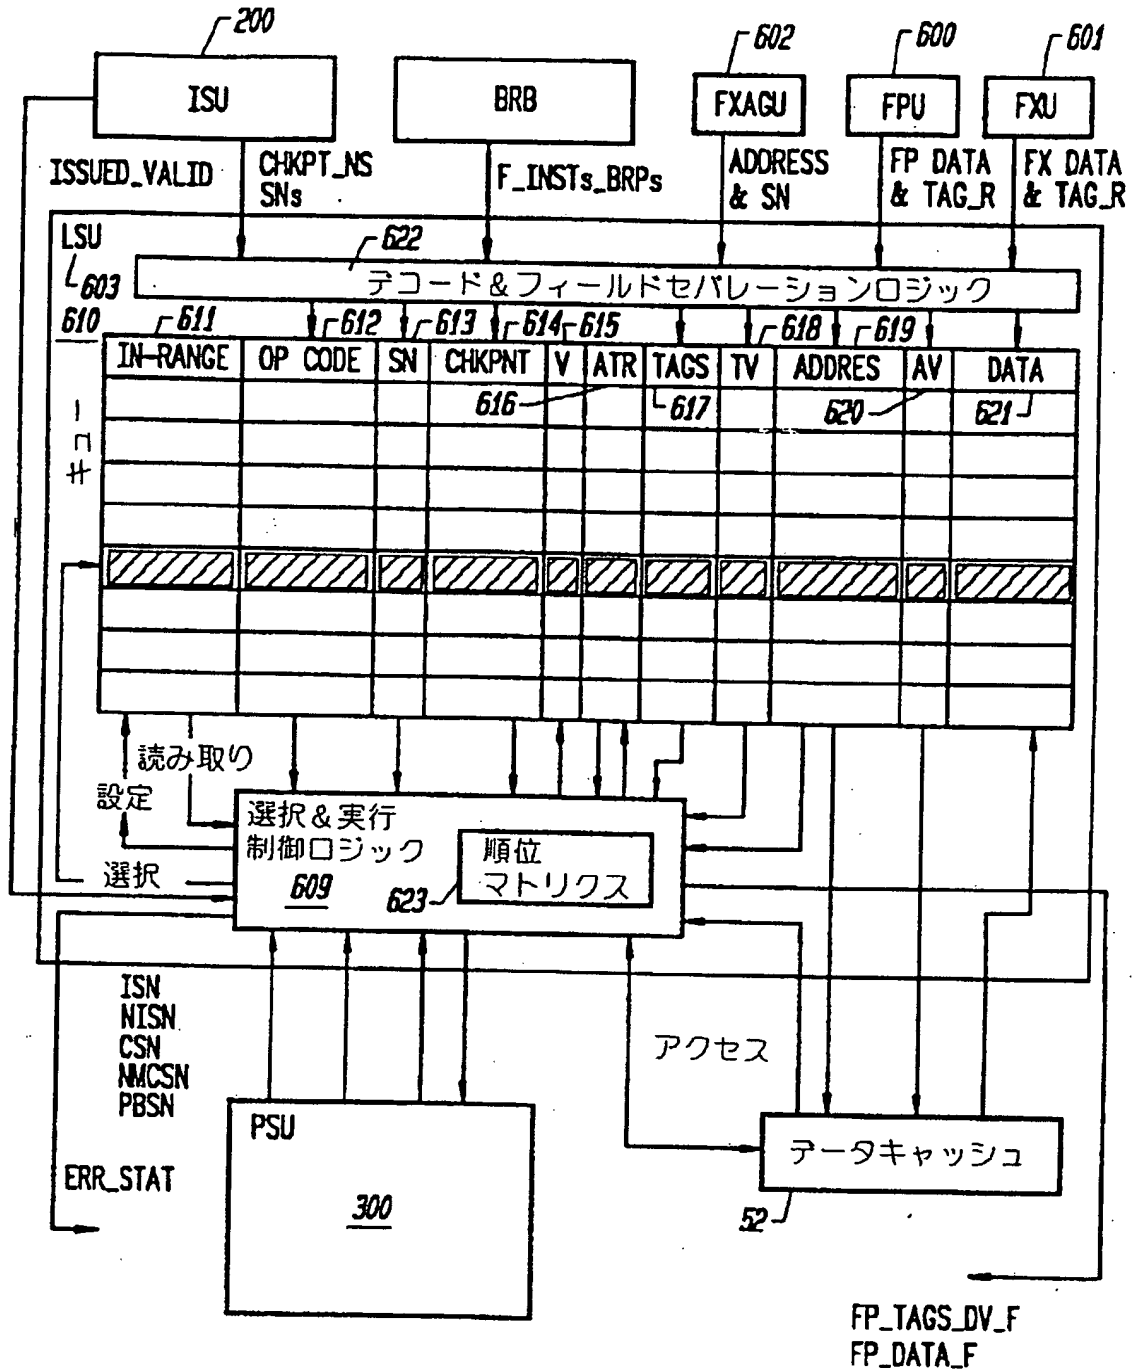 200
602
600
601
ISU
BRB
FXAGU
FPU
FXU
ISSUED_VALID
CHKPT_NS
SNs
F_INSTs_BRPs
ADDRESS
& SN
FP DATA
& TAG_R
FX DATA
& TAG_R
LSU
603
622
デコード&フィールドセパレーションロジック
610
611
612
613
614
615
618
619
IN-RANGE
OP CODE
SN
CHKPNT
V
ATR
TAGS
TV
ADDRES
AV
DATA
616
617
620
621
キュー
読み取り
設定
選択
選択&実行
制御ロジック
609
順位
マトリクス
623
ISN
NISN
CSN
NMCSN
PBSN
アクセス
PSU
300
データキャッシュ
52
ERR_STAT
FP_TAGS_DV_F
FP_DATA_F